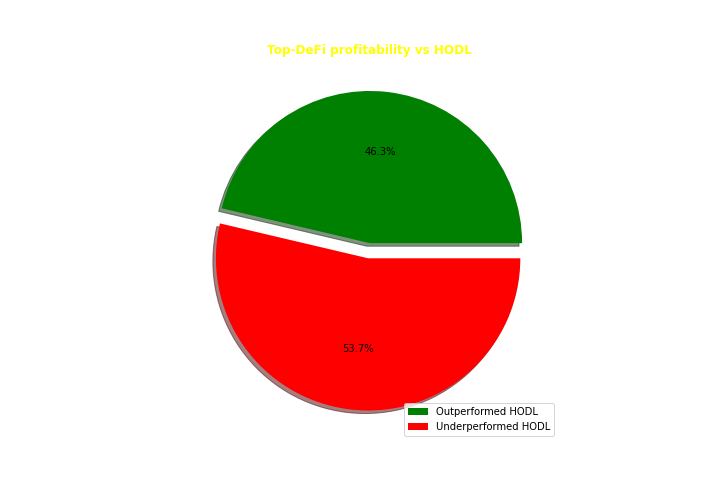 Top-DeFi profitability vs HODL
46.3%
53.7%
Outperformed HODL
Underperformed HODL